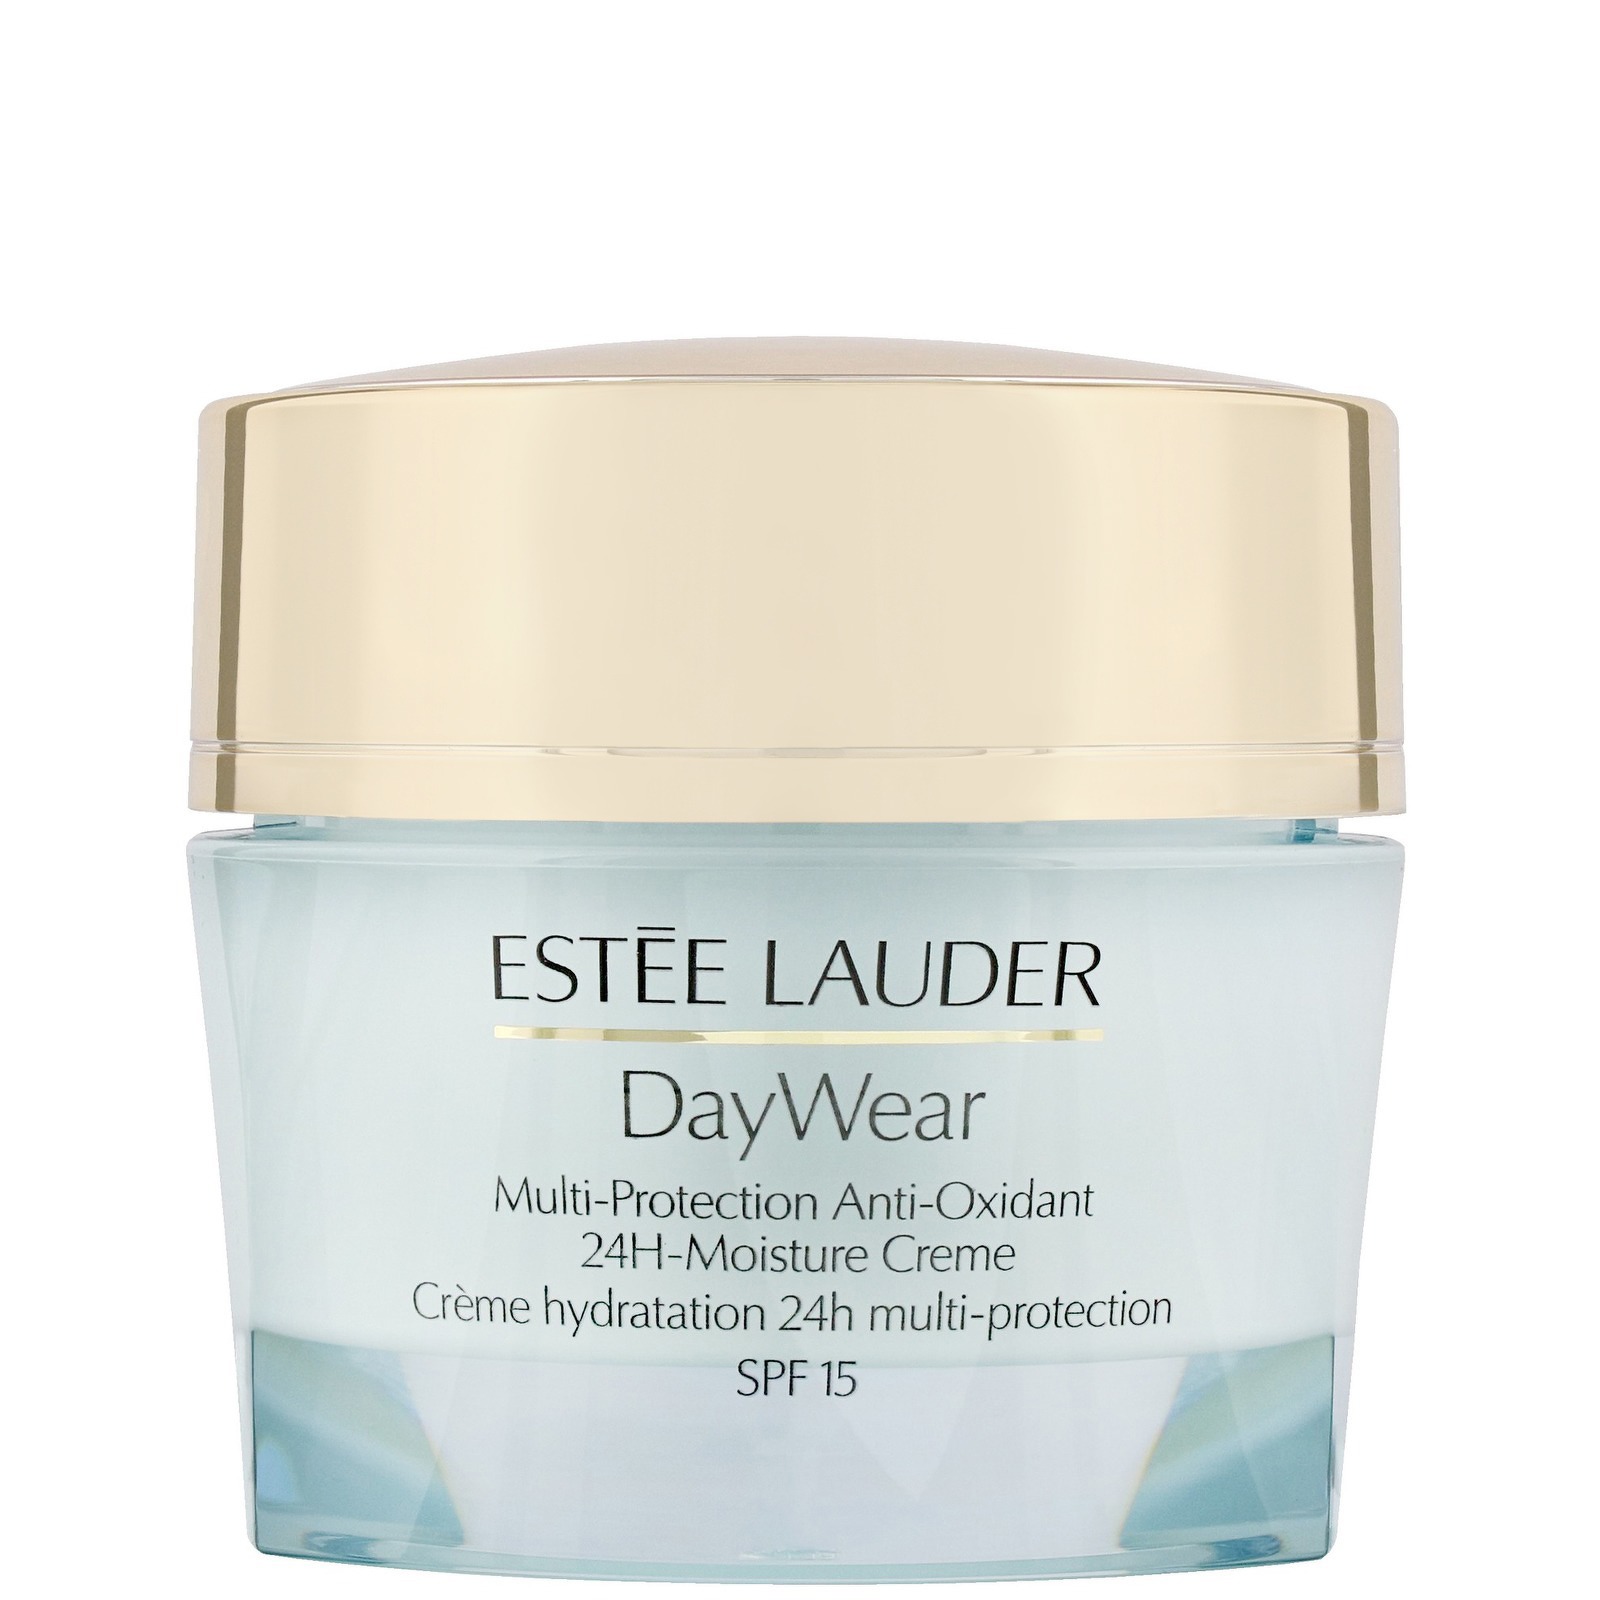 ESTĒE LAUDER
DayWear
Multi-Protection Anti-Oxidant
24H-Moisture Creme
Crème hydratation 24h multi-protection
SPF 15